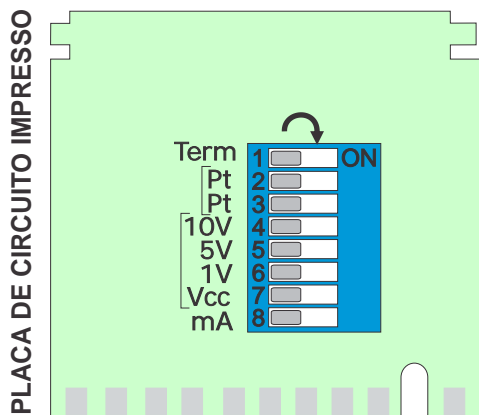 PLACA DE CIRCUITO IMPRESSO
Term 1 ON
Pt 2
Pt 3
10V 4
5V 5
1V 6
Vcc 7
mA 8